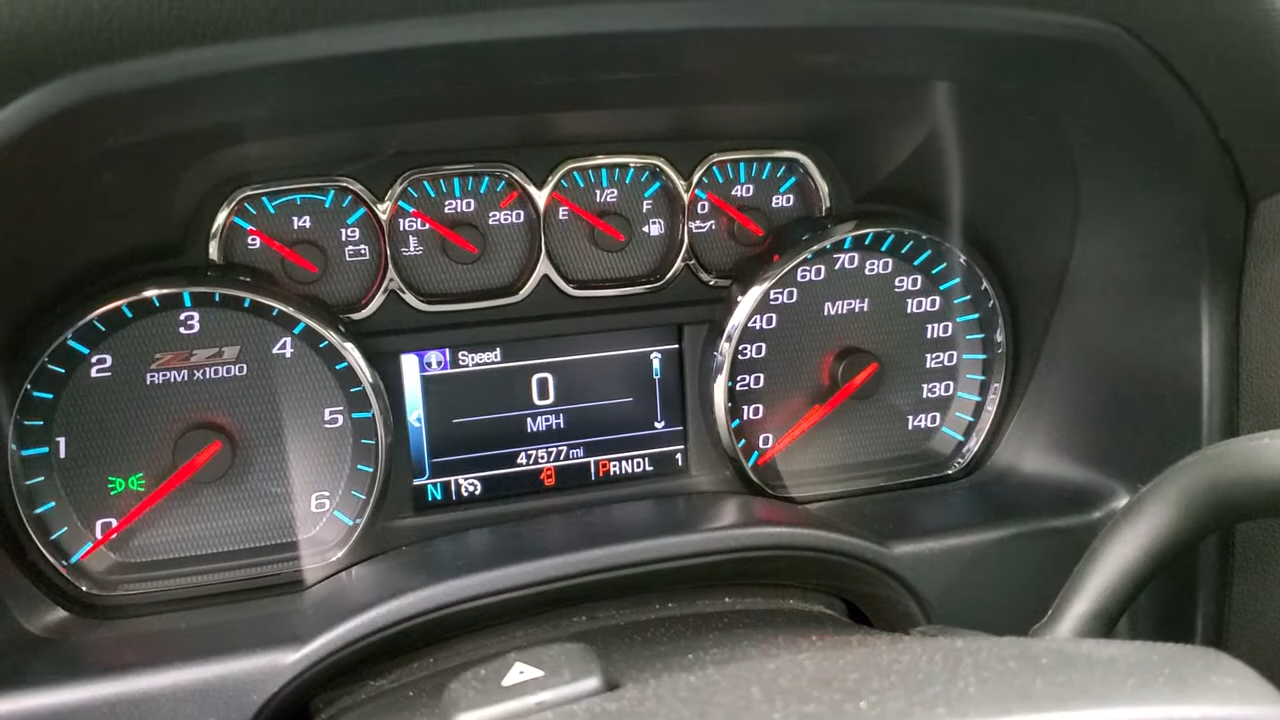 14
9 19
210
160 260
1/2
E F
40
0 80
3
2 4
Z71
RPM X1000
1 5
0 6
Speed
0
MPH
47577 mi
N PRNDL 1
MPH
0 10 20 30 40 50 60 70 80 90 100 110 120 130 140